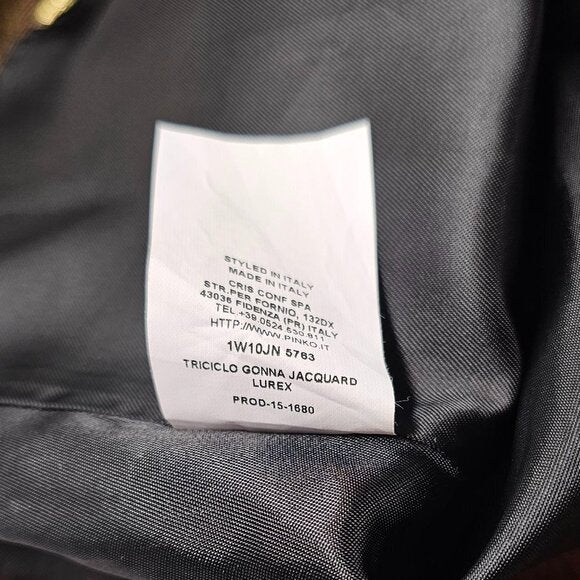 STYLED IN ITALY
MADE IN ITALY
CRIS CONF SPA
STR.PER FORNIO, 132DX
43036 FIDENZA (PR) ITALY
TEL +39.0524.530.611
HTTP://WWW.PINKO.IT
1W10JN 5763
TRICICLO GONNA JACQUARD
LUREX
PROD-15-1680